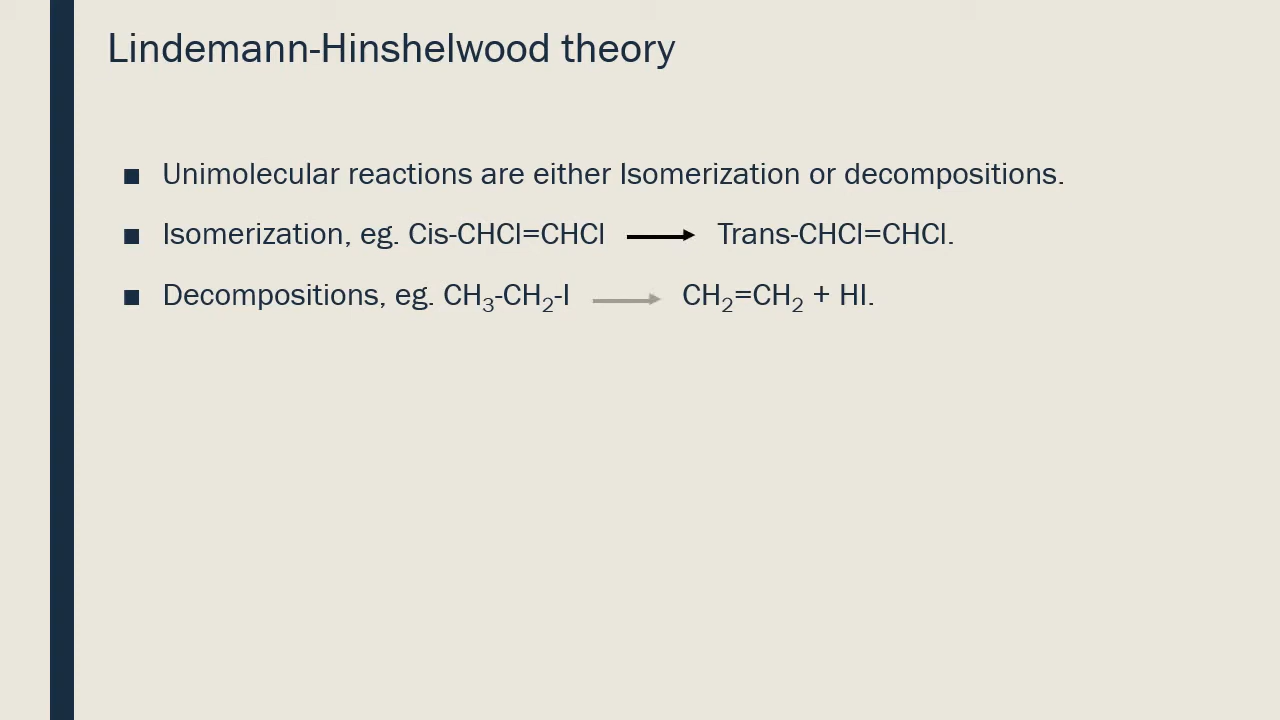 Lindemann-Hinshelwood theory
■ Unimolecular reactions are either Isomerization or decompositions.
■ Isomerization, eg. Cis-CHCl=CHCl ⟶ Trans-CHCl=CHCl.
■ Decompositions, eg. CH₃-CH₂-I ⟶ CH₂=CH₂ + HI.